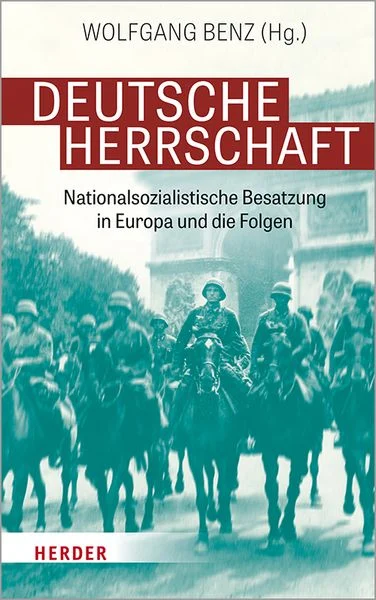 WOLFGANG BENZ (Hg.)
DEUTSCHE
HERRSCHAFT
Nationalsozialistische Besatzung
in Europa und die Folgen
HERDER